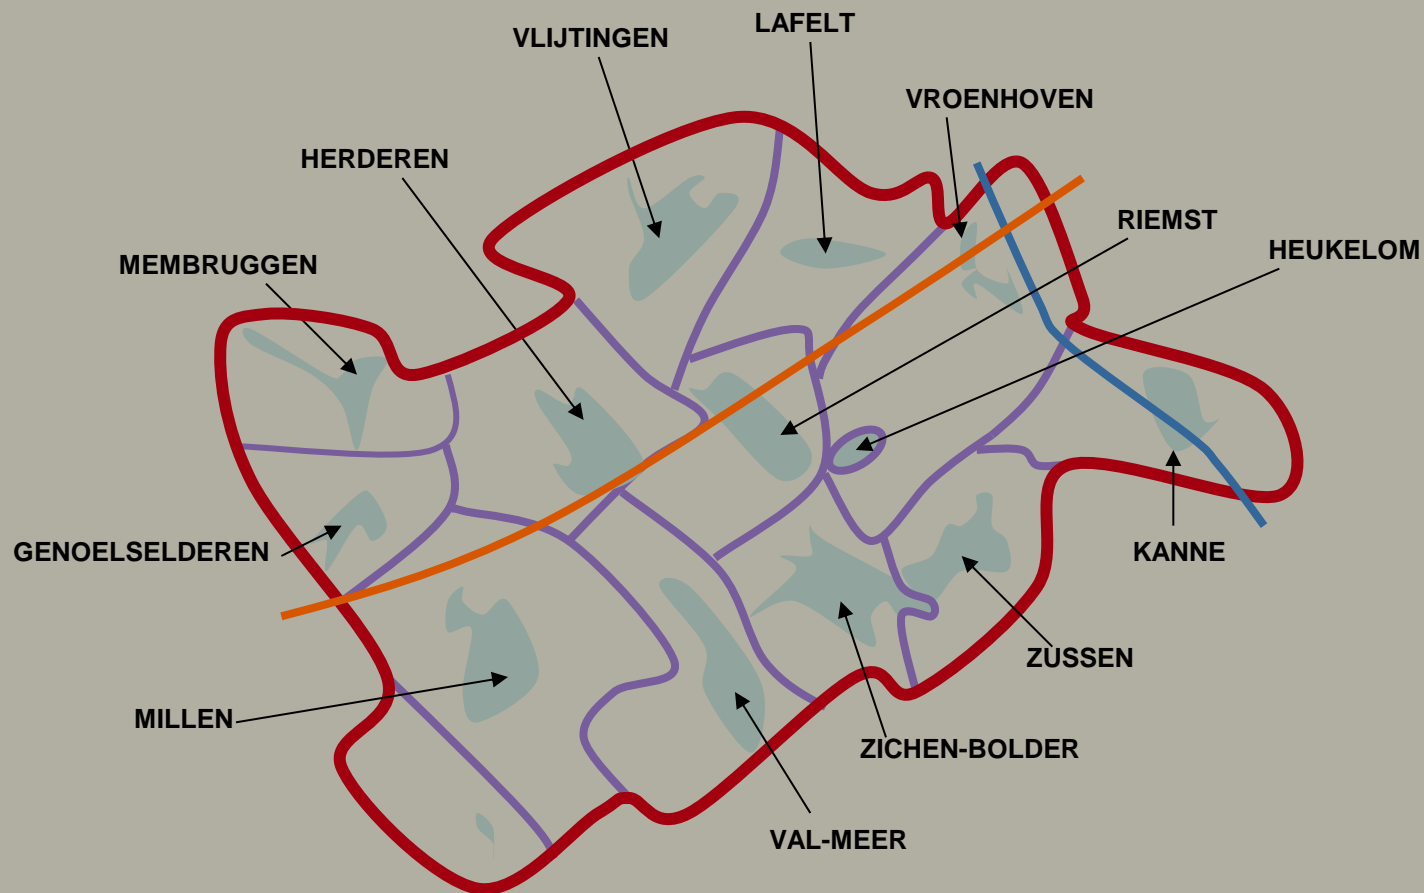 LAFELT
VLIJTINGEN
VROENHOVEN
HERDEREN
RIEMST
HEUKELOM
MEMBRUGGEN
GENOELSELDEREN
KANNE
ZUSSEN
MILLEN
ZICHEN-BOLDER
VAL-MEER